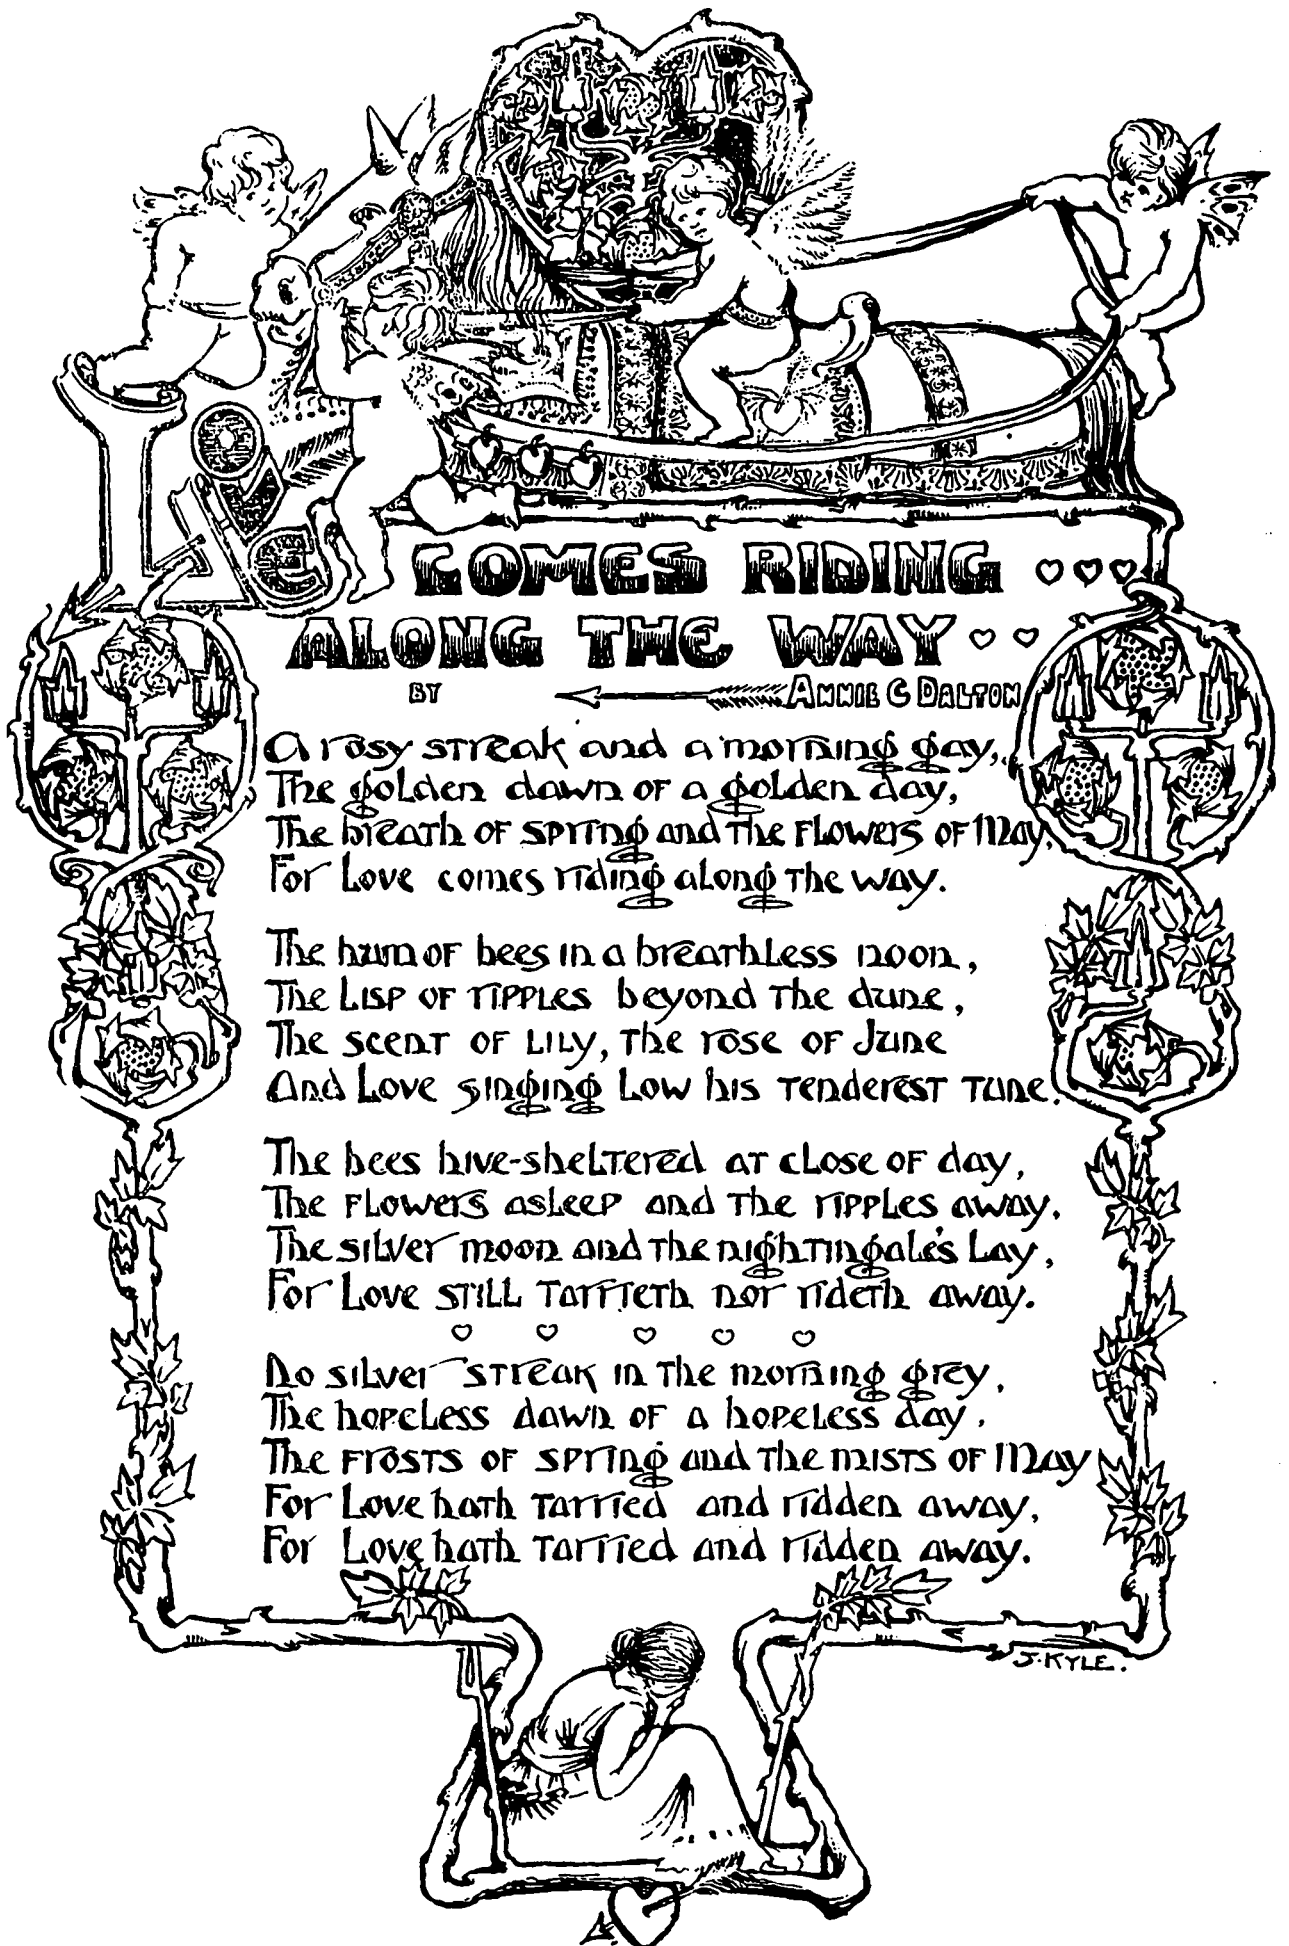 LOVE COMES RIDING
ALONG THE WAY
BY ANNIE C DALTON
A rosy streak and a morning gay,
The golden dawn of a golden day,
The breath of spring and the flowers of May,
For Love comes riding along the way.
The hum of bees in a breathless noon,
The lisp of ripples beyond the dune,
The scent of lily, the rose of June
And Love singing low his tenderest tune.
The bees hive-sheltered at close of day,
The flowers asleep and the ripples away.
The silver moon and the nightingale's lay,
For Love still tarrieth nor rideth away.
No silver streak in the morning grey,
The hopeless dawn of a hopeless day.
The frosts of spring and the mists of May
For Love hath tarried and ridden away,
For Love hath tarried and ridden away.
J. KYLE.